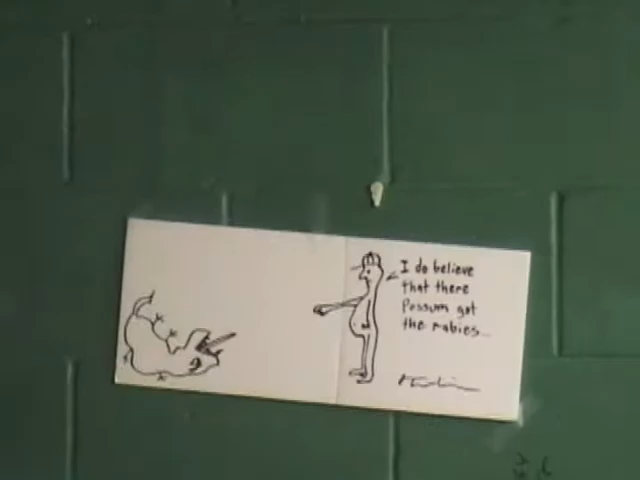 I do believe
that there
Possum got
the rabies...